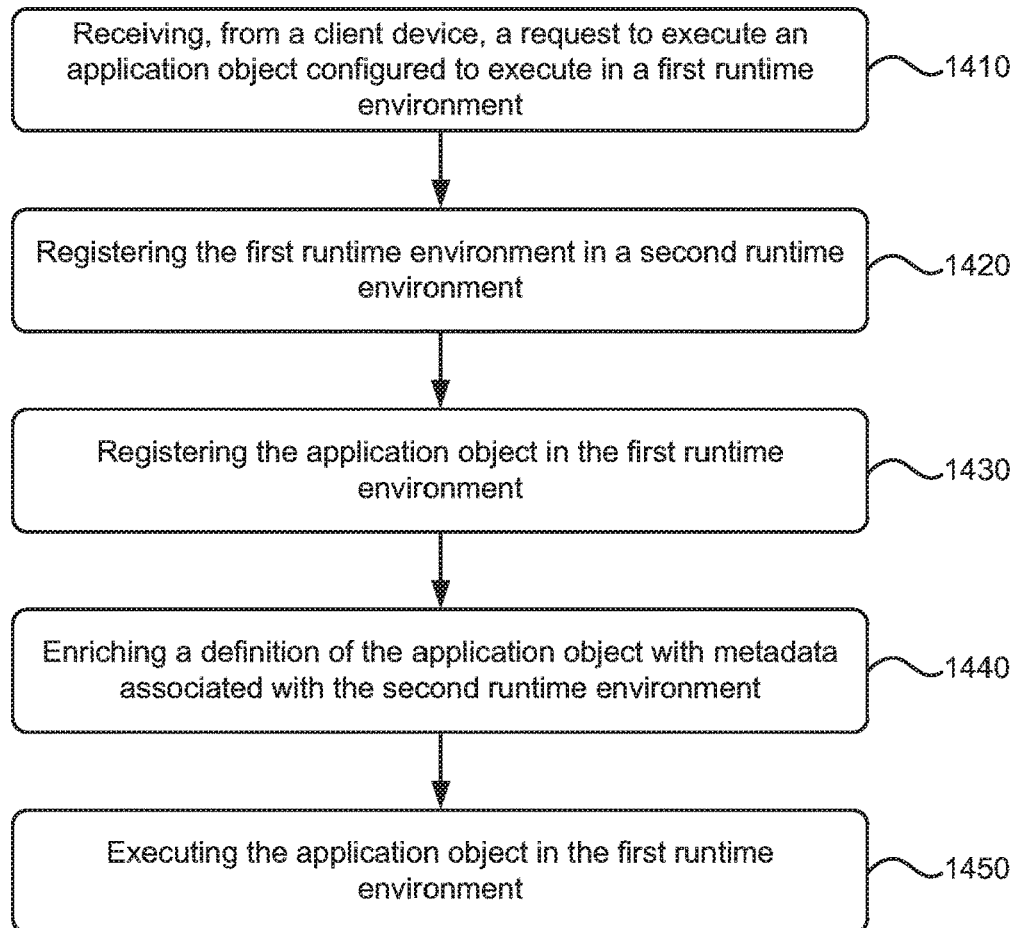 Receiving, from a client device, a request to execute an
application object configured to execute in a first runtime
environment
1410
Registering the first runtime environment in a second runtime
environment
1420
Registering the application object in the first runtime
environment
1430
Enriching a definition of the application object with metadata
associated with the second runtime environment
1440
Executing the application object in the first runtime
environment
1450